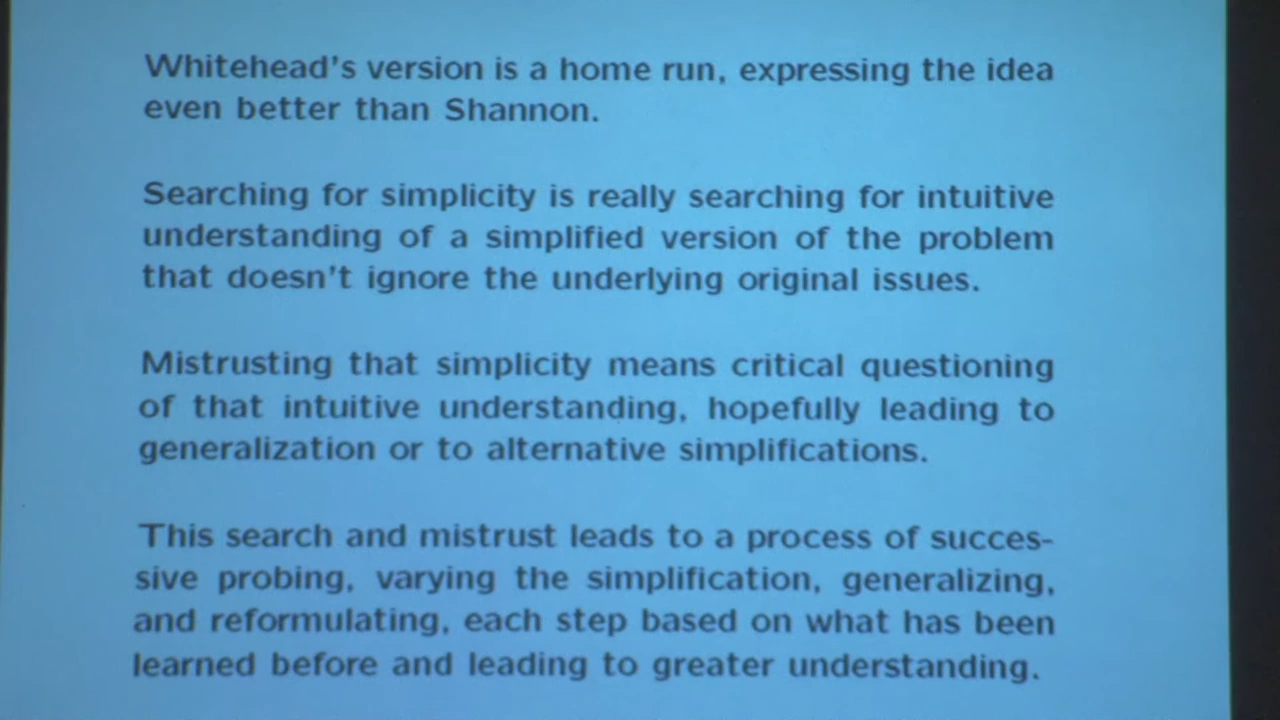 Whitehead's version is a home run, expressing the idea
even better than Shannon.
Searching for simplicity is really searching for intuitive
understanding of a simplified version of the problem
that doesn't ignore the underlying original issues.
Mistrusting that simplicity means critical questioning
of that intuitive understanding, hopefully leading to
generalization or to alternative simplifications.
This search and mistrust leads to a process of succes-
sive probing, varying the simplification, generalizing,
and reformulating, each step based on what has been
learned before and leading to greater understanding.